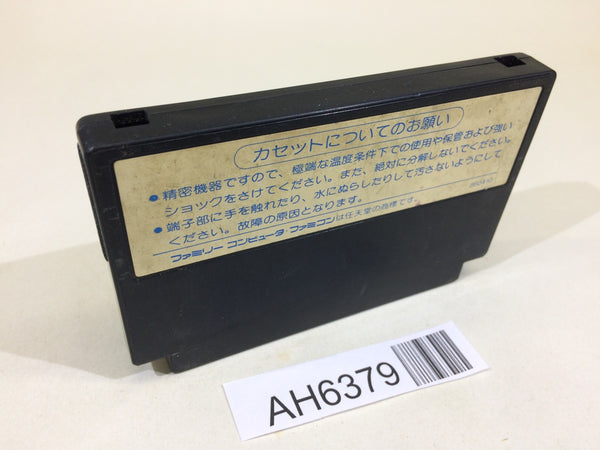 カセットについてのお願い
●精密機器ですので、極端な温度条件下での使用や保管および強い
ショックをさけてください。また、絶対に分解しないでください。
●端子部に手を触れたり、水にぬらしたりして汚さないようにして
ください。故障の原因となります。
ファミリーコンピュータ・ファミコンは任天堂の商標です。
AH6379